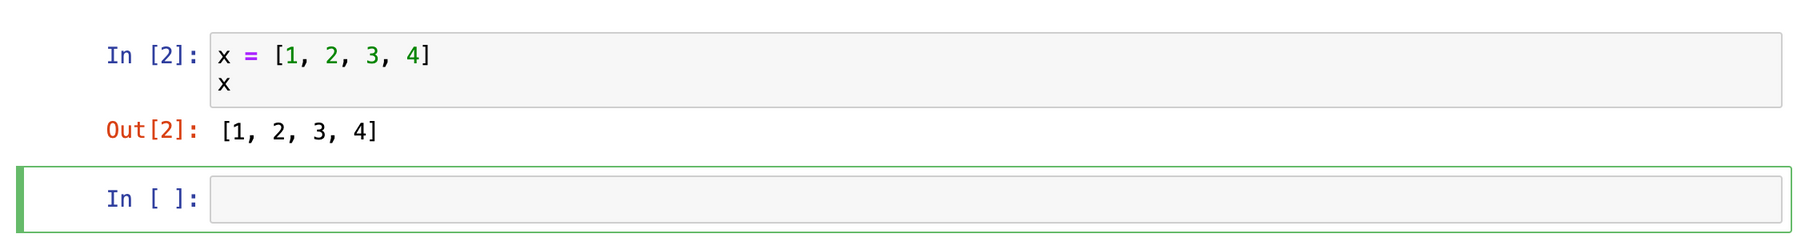 In [2]: x = [1, 2, 3, 4]
x
Out[2]: [1, 2, 3, 4]
In [ ]: